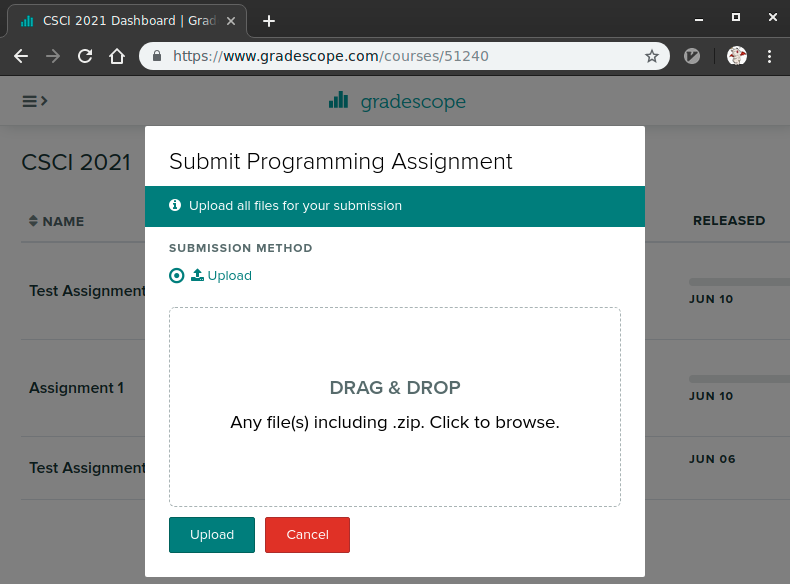 CSCI 2021 Dashboard | Grad
https://www.gradescope.com/courses/51240
gradescope
CSCI 2021
NAME
RELEASED
Test Assignment
JUN 10
Assignment 1
JUN 10
Test Assignment
JUN 06
Submit Programming Assignment
Upload all files for your submission
SUBMISSION METHOD
Upload
DRAG & DROP
Any file(s) including .zip. Click to browse.
Upload
Cancel